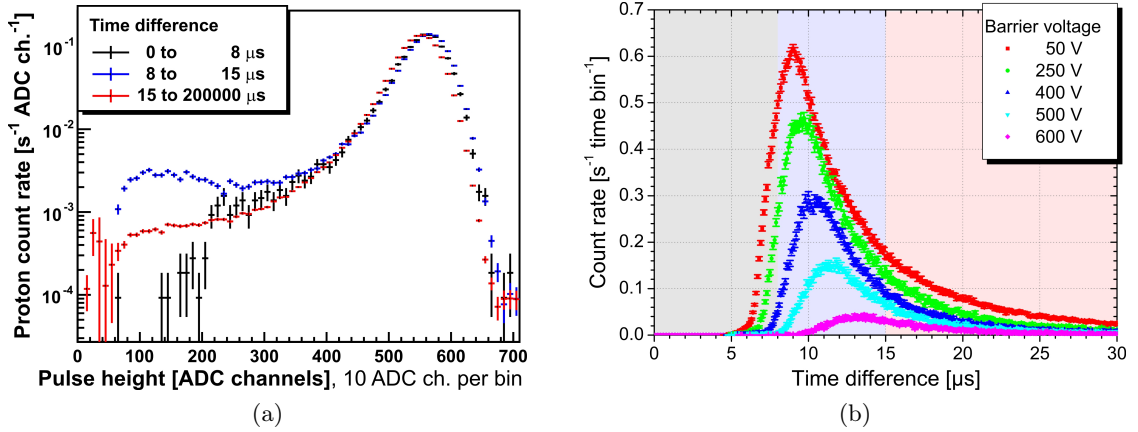 Time difference
0 to 8 μs
8 to 15 μs
15 to 200000 μs
Proton count rate [s⁻¹ ADC ch.⁻¹]
10⁻¹
10⁻²
10⁻³
10⁻⁴
0 100 200 300 400 500 600 700
Pulse height [ADC channels], 10 ADC ch. per bin
(a)
Barrier voltage
50 V
250 V
400 V
500 V
600 V
Count rate [s⁻¹ time bin⁻¹]
0.7
0.6
0.5
0.4
0.3
0.2
0.1
0.0
0 5 10 15 20 25 30
Time difference [µs]
(b)